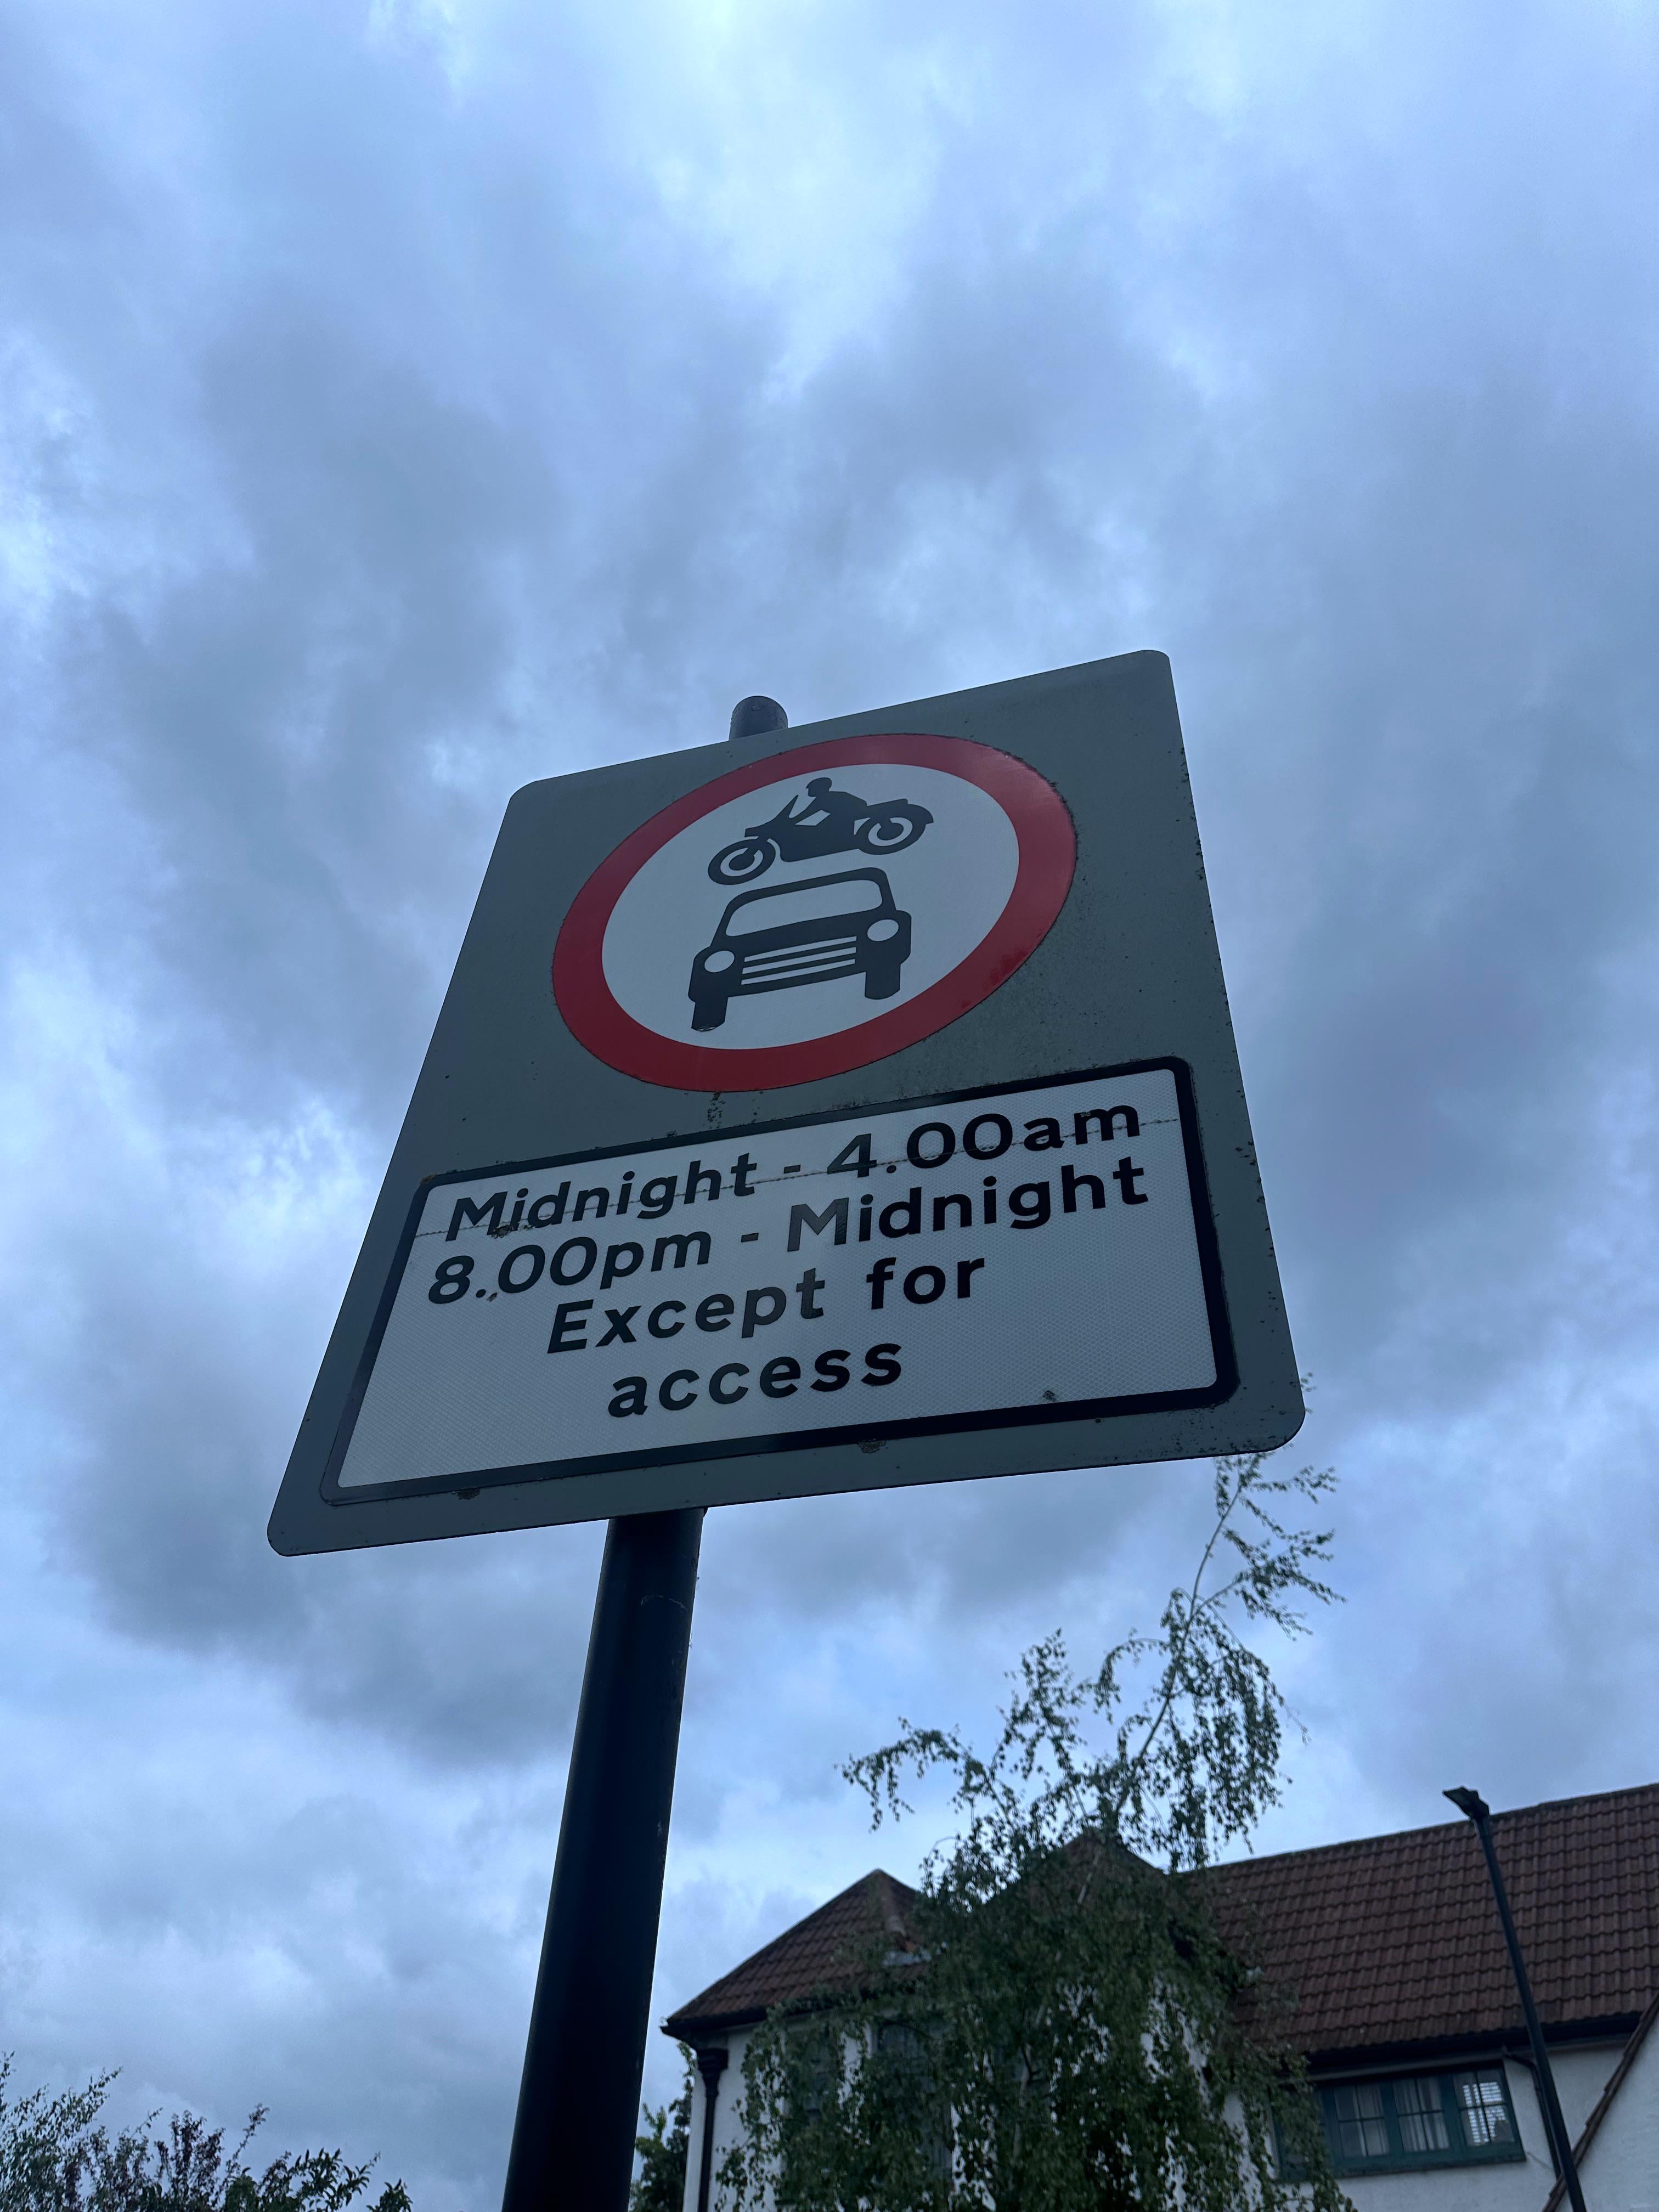 Midnight - 4.00am
8.00pm - Midnight
Except for
access